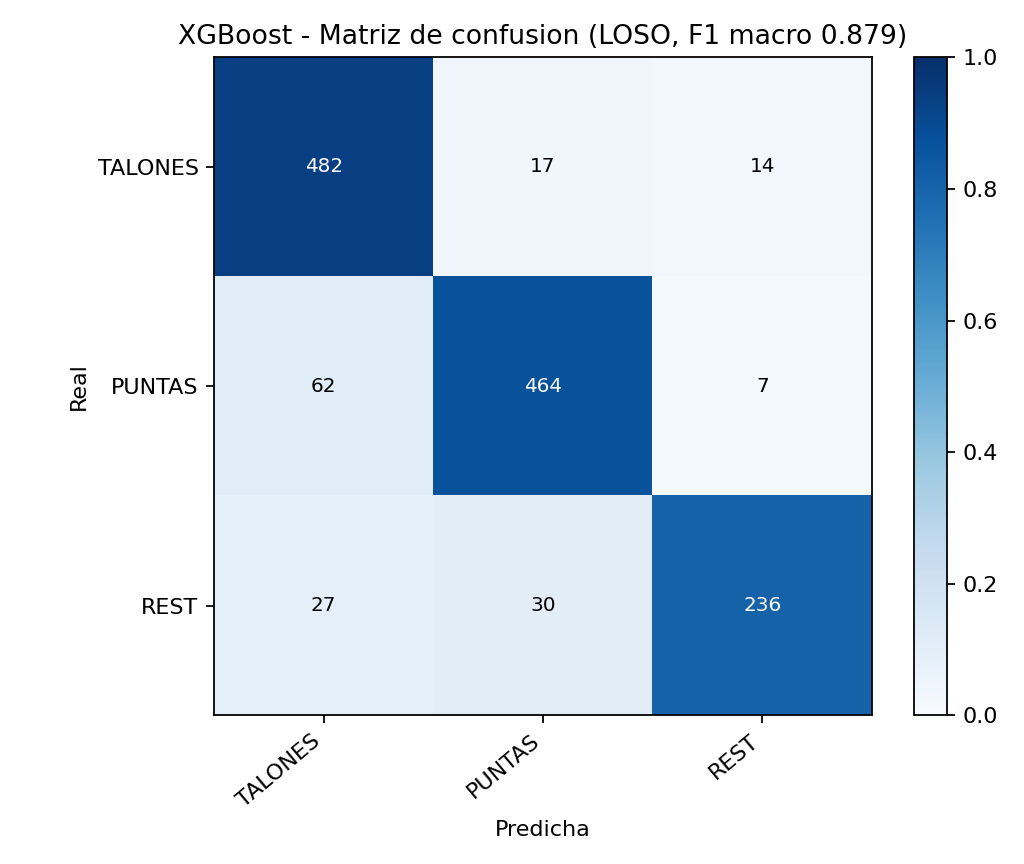 XGBoost - Matriz de confusion (LOSO, F1 macro 0.879)
1.0
TALONES 482 17 14
0.8
0.6
Real
PUNTAS 62 464 7
0.4
0.2
REST 27 30 236
0.0
TALONES PUNTAS REST
Predicha